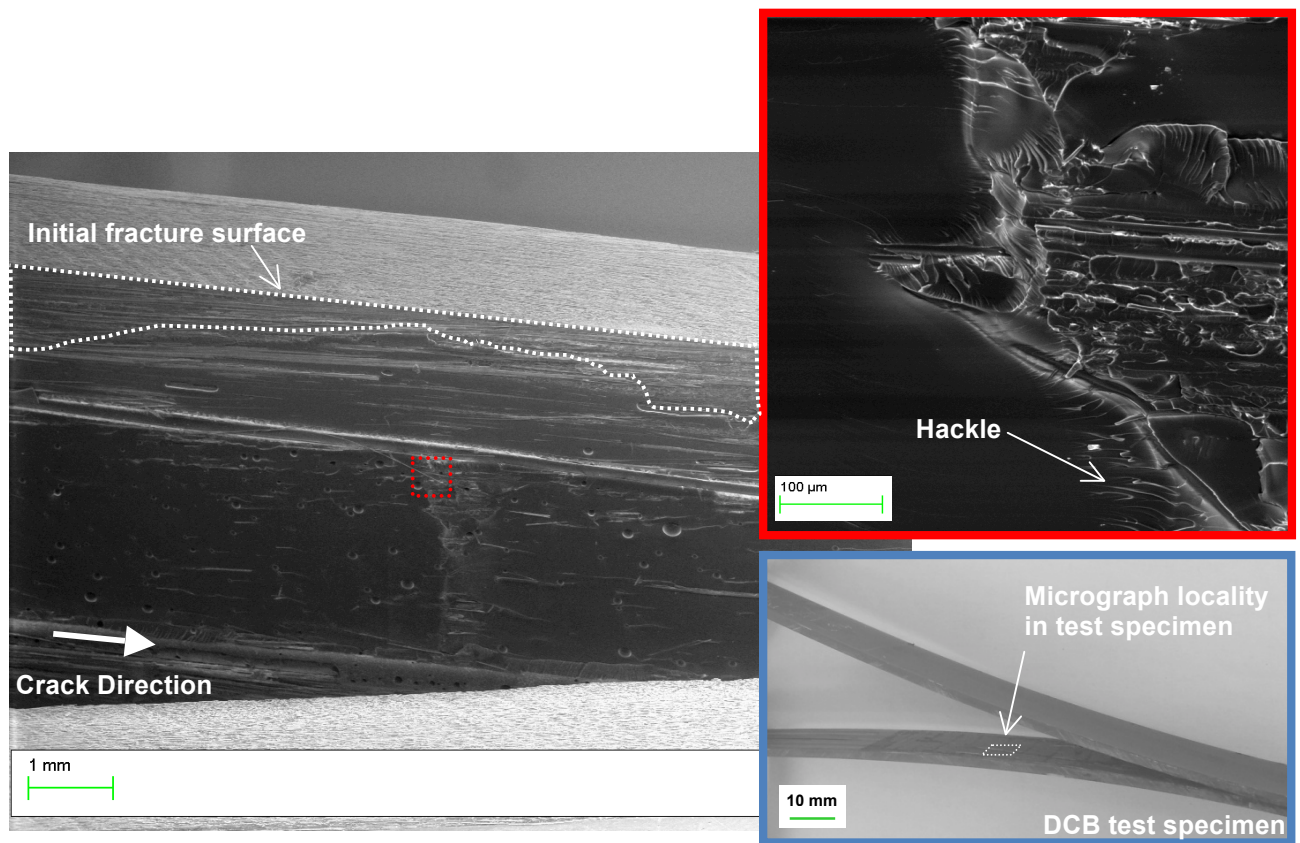 Initial fracture surface
Crack Direction
1 mm
Hackle
100 µm
Micrograph locality
in test specimen
10 mm
DCB test specimen